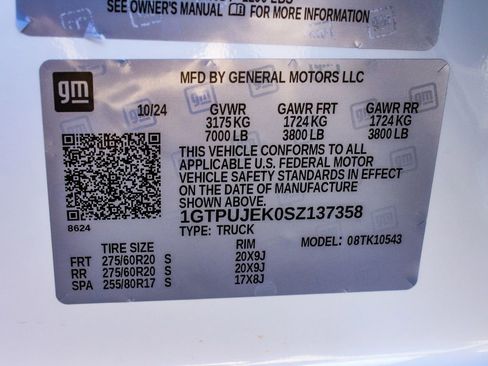 SEE OWNER'S MANUAL FOR MORE INFORMATION
gm
MFD BY GENERAL MOTORS LLC
10/24 GVWR GAWR FRT GAWR RR
3175 KG 1724 KG 1724 KG
7000 LB 3800 LB 3800 LB
THIS VEHICLE CONFORMS TO ALL
APPLICABLE U.S. FEDERAL MOTOR
VEHICLE SAFETY STANDARDS IN EFFECT
ON THE DATE OF MANUFACTURE SHOWN ABOVE.
1GTPUJEK0SZ137358
8624
TYPE: TRUCK MODEL: 08TK10543
TIRE SIZE RIM
FRT 275/60R20 S 20X9J
RR 275/60R20 S 20X9J
SPA 255/80R17 S 17X8J